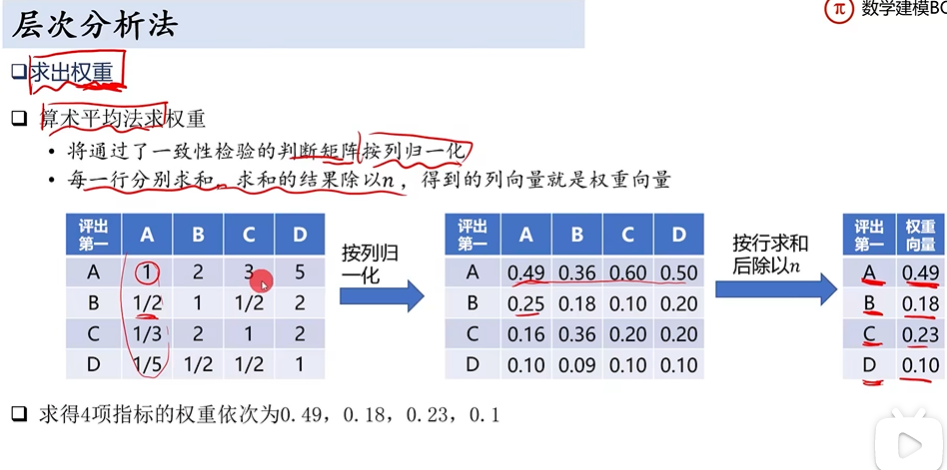 π 数学建模BO
层次分析法
求出权重
算术平均法求权重
• 将通过了一致性检验的判断矩阵按列归一化
• 每一行分别求和，求和的结果除以n，得到的列向量就是权重向量
评出第一 A B C D
A 1 2 3 5
B 1/2 1 1/2 2
C 1/3 2 1 2
D 1/5 1/2 1/2 1
按列归
一化
评出第一 A B C D
A 0.49 0.36 0.60 0.50
B 0.25 0.18 0.10 0.20
C 0.16 0.36 0.20 0.20
D 0.10 0.09 0.10 0.10
按行求和
后除以n
评出第一 权重向量
A 0.49
B 0.18
C 0.23
D 0.10
求得4项指标的权重依次为0.49，0.18，0.23，0.1